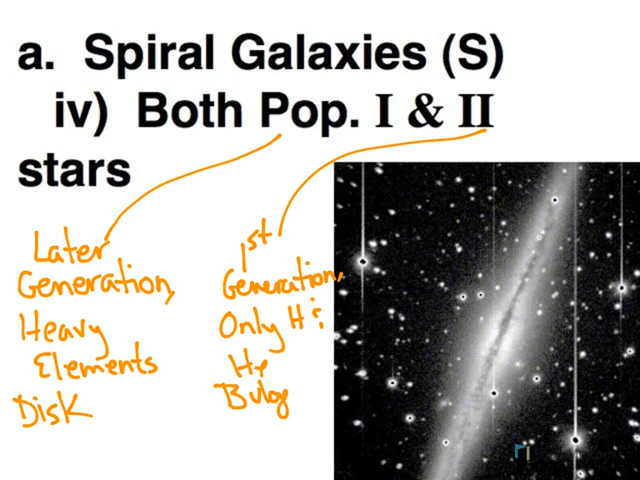 a. Spiral Galaxies (S)
iv) Both Pop. I & II
stars
Later
Generation,
Heavy
Elements
Disk
1st
Generation,
Only H &
He
Bulge